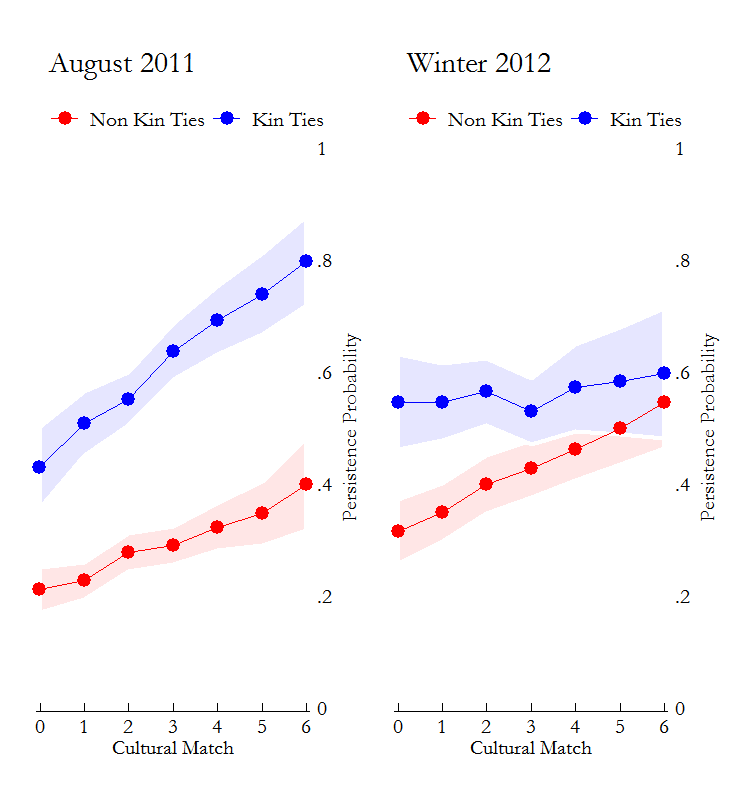 August 2011
Non Kin Ties Kin Ties
1
.8
.6
.4
.2
0
Persistence Probability
0 1 2 3 4 5 6
Cultural Match
Winter 2012
Non Kin Ties Kin Ties
1
.8
.6
.4
.2
0
Persistence Probability
0 1 2 3 4 5 6
Cultural Match